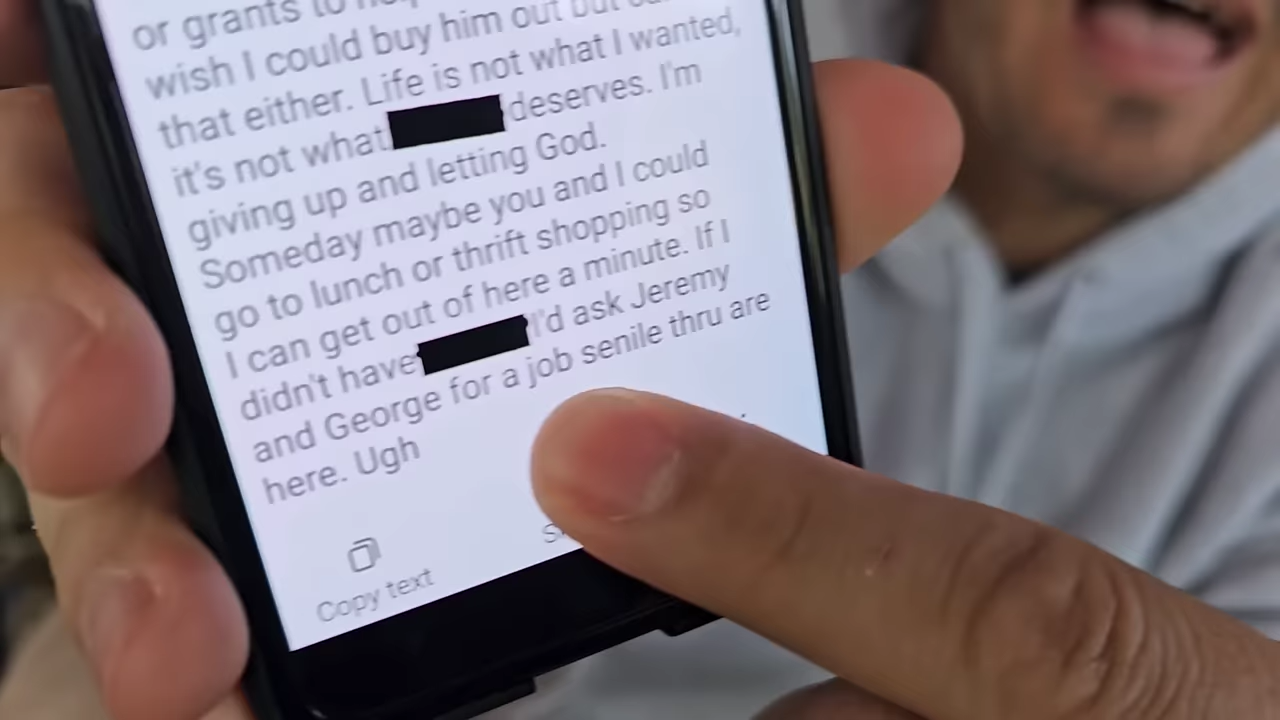 or grants to
wish I could buy him out but
that either. Life is not what I wanted,
it's not what deserves. I'm
giving up and letting God.
Someday maybe you and I could
go to lunch or thrift shopping so
I can get out of here a minute. If I
didn't have I'd ask Jeremy
and George for a job senile thru are
here. Ugh
Copy text